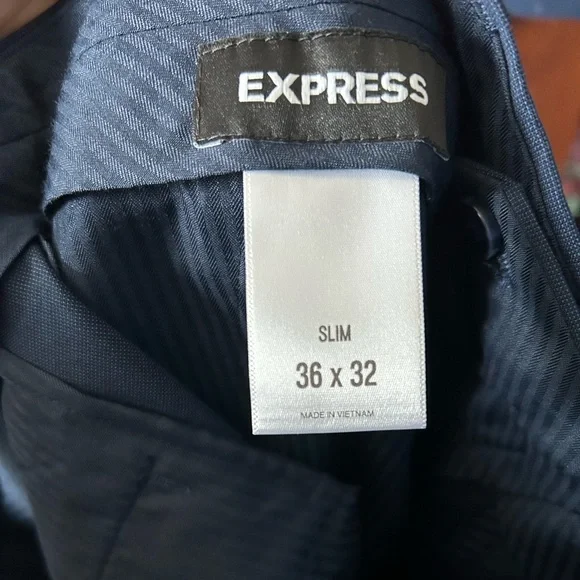 EXPRESS
SLIM
36 x 32
MADE IN VIETNAM